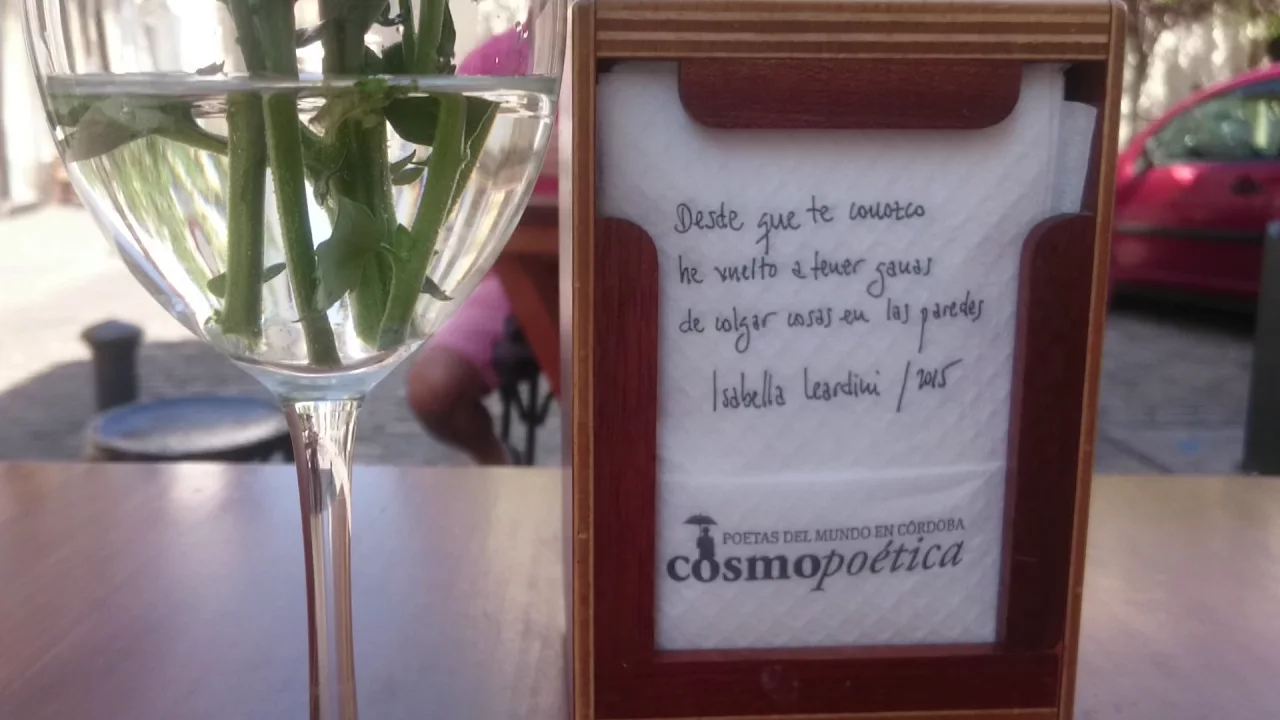 Desde que te conozco
he vuelto a tener ganas
de colgar cosas en las paredes
Isabella Leardini / 2015
POETAS DEL MUNDO EN CÓRDOBA
cosmopoética